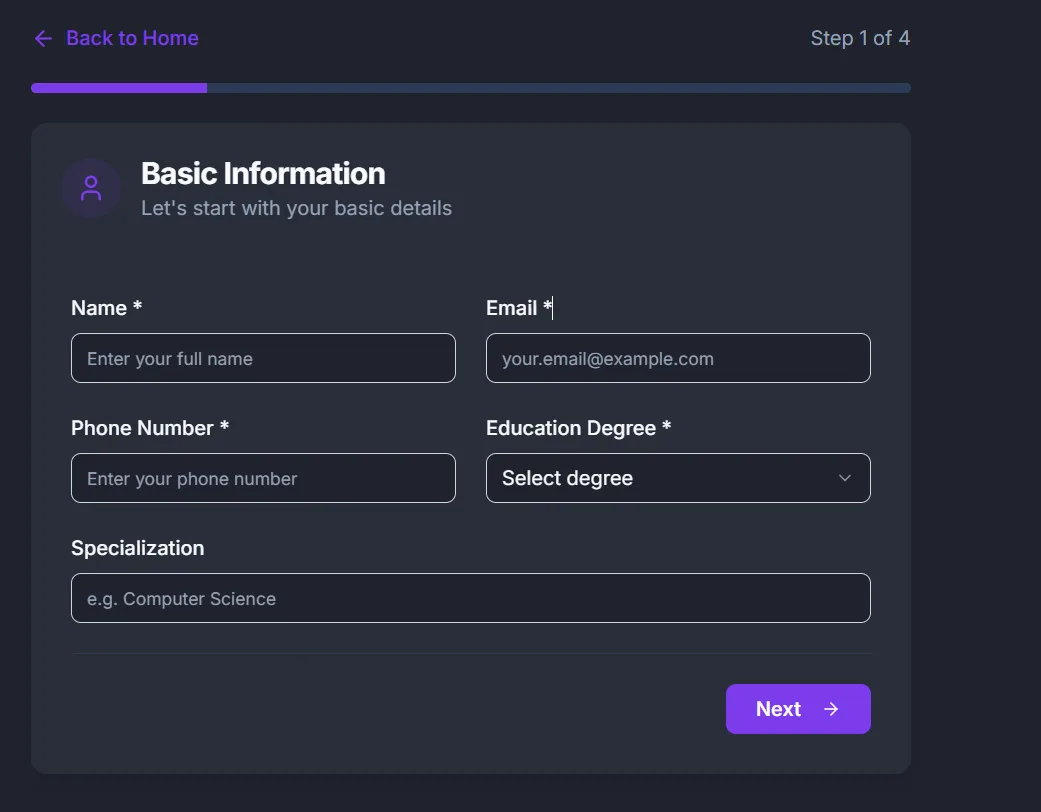 Back to Home
Step 1 of 4
Basic Information
Let's start with your basic details
Name *
Email *
Enter your full name
your.email@example.com
Phone Number *
Education Degree *
Enter your phone number
Select degree
Specialization
e.g. Computer Science
Next